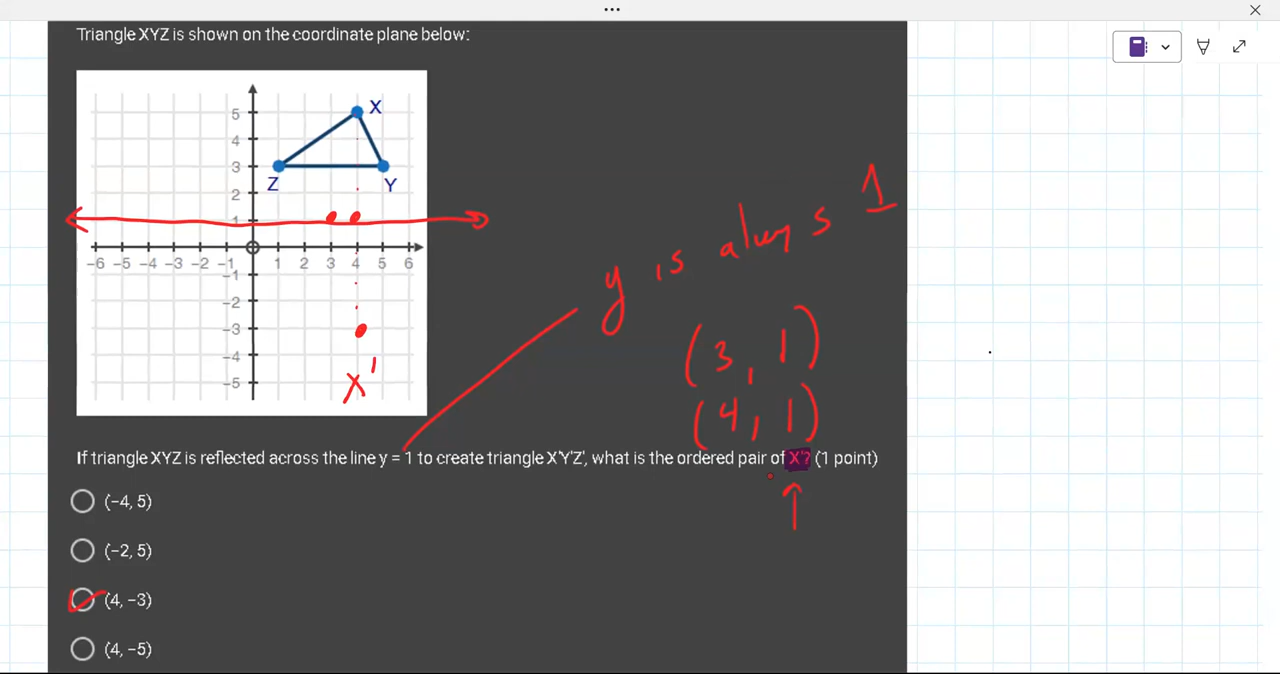 Triangle XYZ is shown on the coordinate plane below:
5
X
4
3
Z
Y
2
1
−6 −5 −4 −3 −2 −1 1 2 3 4 5 6
−1
−2
−3
−4
−5
X'
y is always 1
(3, 1)
(4, 1)
If triangle XYZ is reflected across the line y = 1 to create triangle X'Y'Z', what is the ordered pair of X'? (1 point)
(−4, 5)
(−2, 5)
(4, −3)
(4, −5)